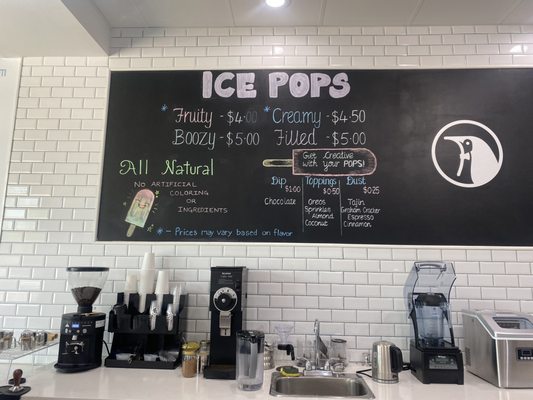 ICE POPS
* Fruity - $4.00 * Creamy - $4.50
Boozy - $5.00 Filled - $5.00
All Natural
NO ARTIFICIAL
COLORING
OR
INGREDIENTS
Get Creative
with your POPS!
Dip Toppings Dust
$1.00 $0.50 $0.25
Chocolate Oreos Tajin
Sprinkles Graham Cracker
Almond Espresso
Coconut Cinnamon
* - Prices may vary based on flavor